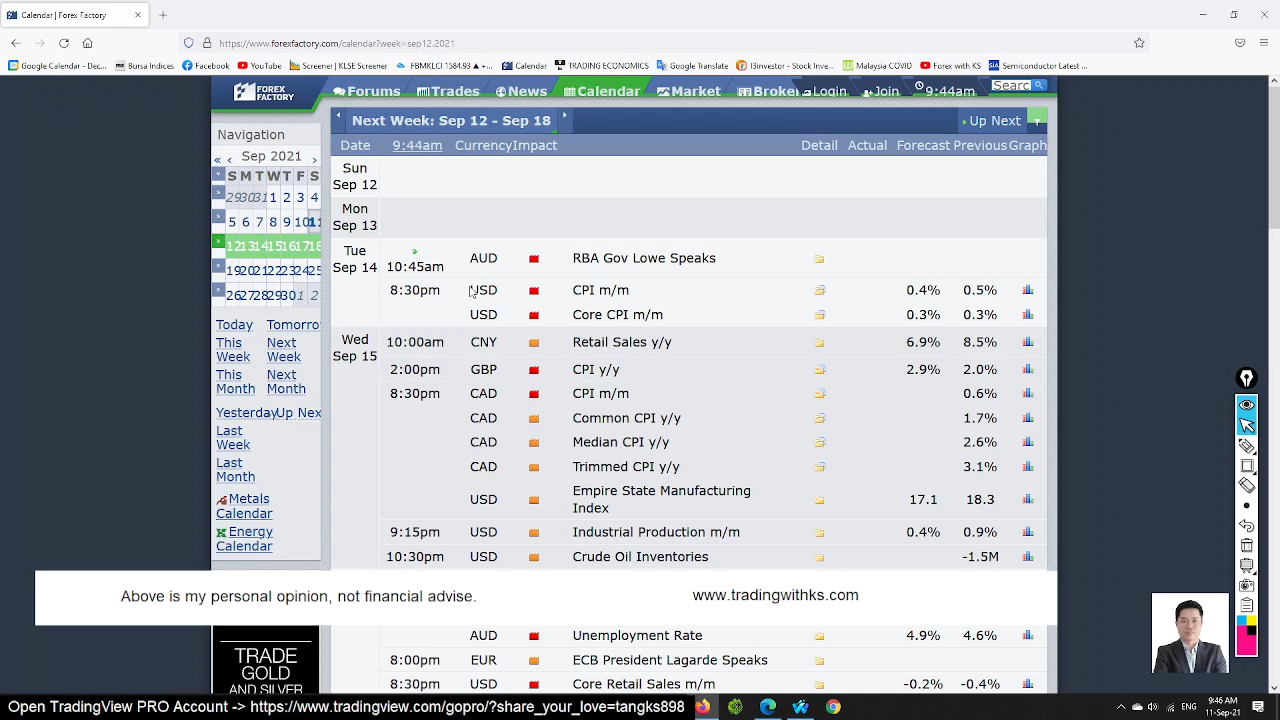 Calendar | Forex Factory
https://www.forexfactory.com/calendar?week=sep12.2021
Google Calendar - Dec... Bursa Indices Facebook YouTube Screener | KLSE Screener FBMKLCI 1584.93 ▲ +... Calendar TRADING ECONOMICS Google Translate I3investor - Stock Inve... Malaysia COVID Forex with KS Semiconductor Latest ...
FOREX FACTORY
Forums Trades News Calendar Market Broker Login Join 9:44am Searc
Navigation
« ‹ Sep 2021 ›
S M T W T F S
29 30 31 1 2 3 4
5 6 7 8 9 10 11
12 13 14 15 16 17 18
19 20 21 22 23 24 25
26 27 28 29 30 1 2
Today Tomorro
This Week Next Week
This Month Next Month
Yesterday Up Nex
Last Week
Last Month
Metals Calendar
Energy Calendar
Next Week: Sep 12 - Sep 18 Up Next
Date 9:44am Currency Impact Detail Actual Forecast Previous Graph
Sun Sep 12
Mon Sep 13
Tue Sep 14 10:45am AUD RBA Gov Lowe Speaks
8:30pm USD CPI m/m 0.4% 0.5%
USD Core CPI m/m 0.3% 0.3%
Wed Sep 15 10:00am CNY Retail Sales y/y 6.9% 8.5%
2:00pm GBP CPI y/y 2.9% 2.0%
8:30pm CAD CPI m/m 0.6%
CAD Common CPI y/y 1.7%
CAD Median CPI y/y 2.6%
CAD Trimmed CPI y/y 3.1%
USD Empire State Manufacturing Index 17.1 18.3
9:15pm USD Industrial Production m/m 0.4% 0.9%
10:30pm USD Crude Oil Inventories -1.5M
Above is my personal opinion, not financial advise. www.tradingwithks.com
AUD Unemployment Rate 4.9% 4.6%
8:00pm EUR ECB President Lagarde Speaks
8:30pm USD Core Retail Sales m/m -0.2% -0.4%
TRADE
GOLD
AND SILVER
Open TradingView PRO Account -> https://www.tradingview.com/gopro/?share_your_love=tangks898
ENG 9:46 AM
11-Sep-21